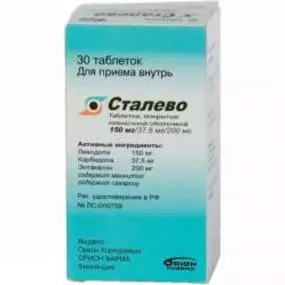 30 таблеток
Для приема внутрь
Сталево
Таблетки, покрытые
пленочной оболочкой
150 мг/37,5 мг/200 мг
Активные ингредиенты:
Леводопа 150 мг
Карбидопа 37,5 мг
Энтакапон 200 мг
содержит маннитол
содержит сахарозу
Рег. удостоверение в РФ
№ ЛС-000759
Выдано:
Орион Корпорейшн
ОРИОН ФАРМА
Финляндия
ORION
PHARMA